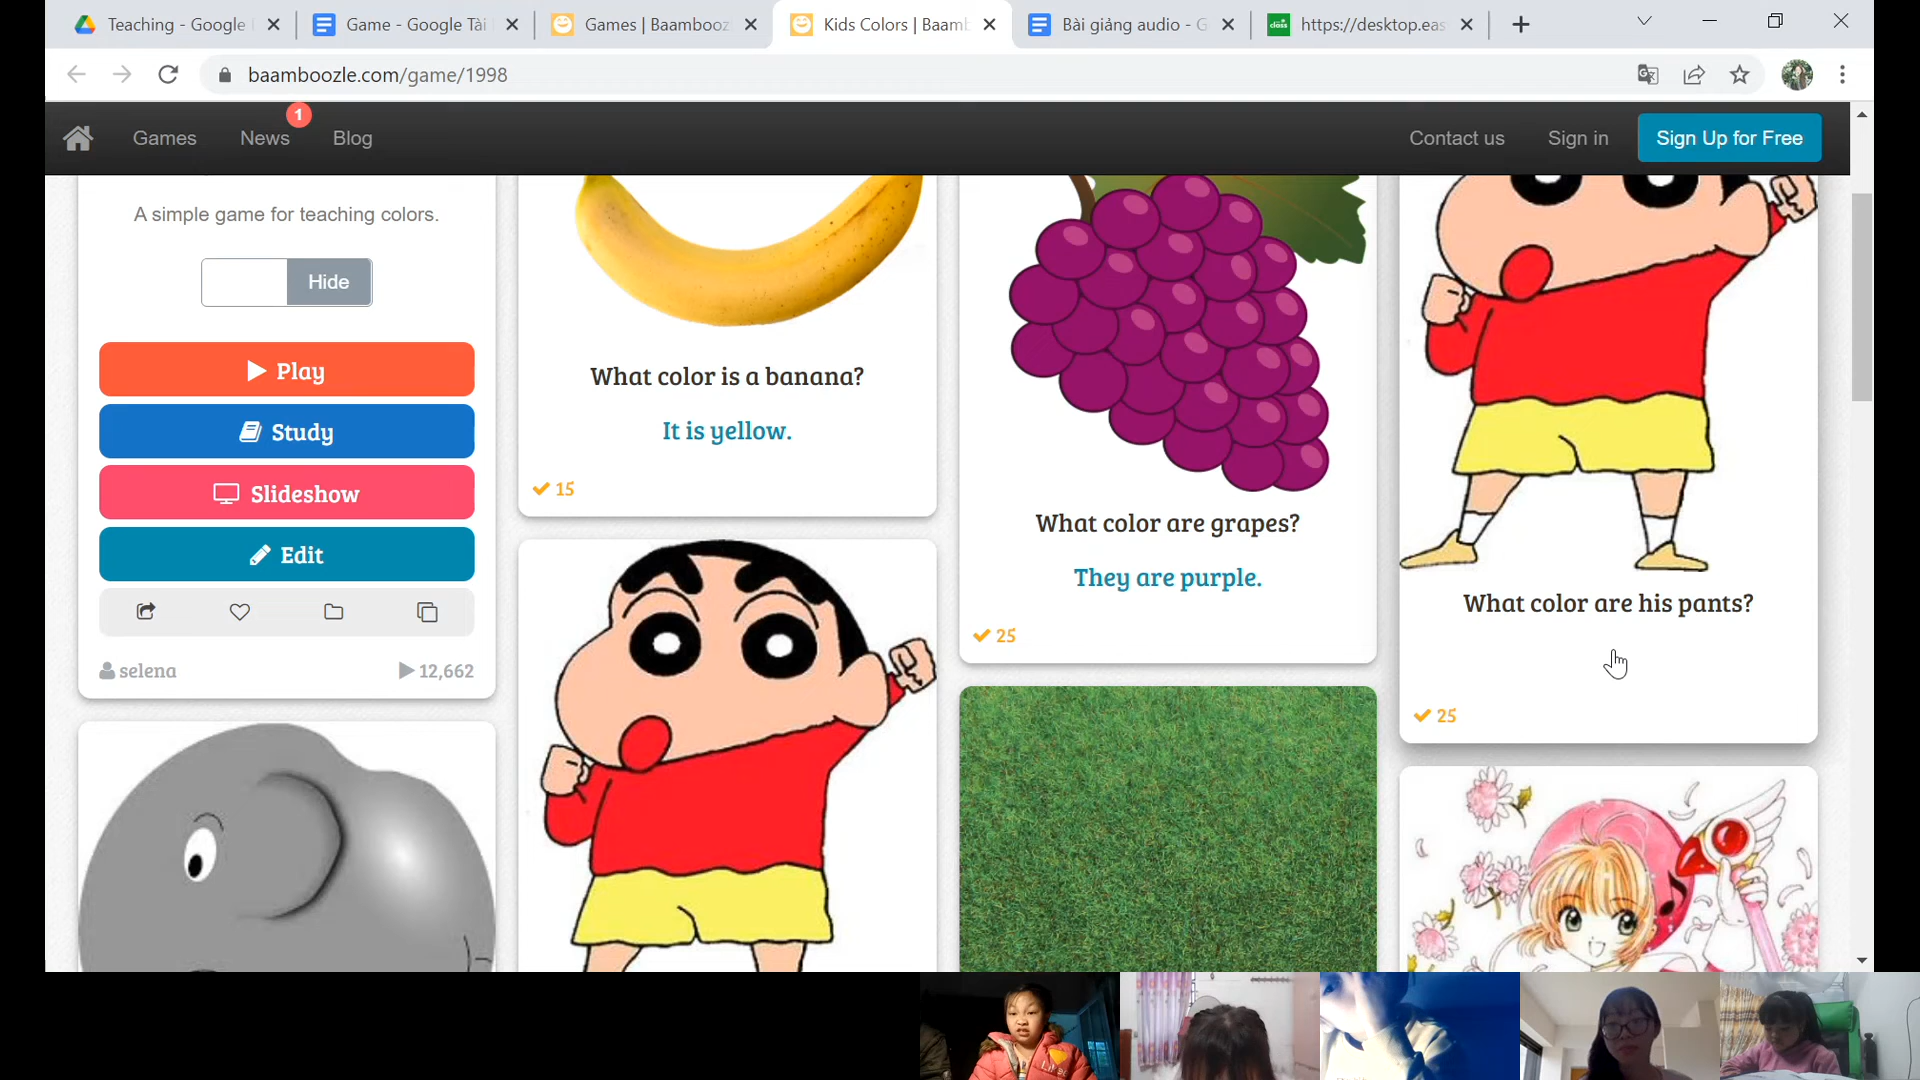 Teaching - Google
Game - Google Tài
Games | Baambooz
Kids Colors | Baamb
Bài giảng audio - G
https://desktop.eas
baamboozle.com/game/1998
Games
News
1
Blog
Contact us
Sign in
Sign Up for Free
A simple game for teaching colors.
Hide
Play
Study
Slideshow
Edit
selena
12,662
What color is a banana?
It is yellow.
15
What color are grapes?
They are purple.
25
What color are his pants?
25